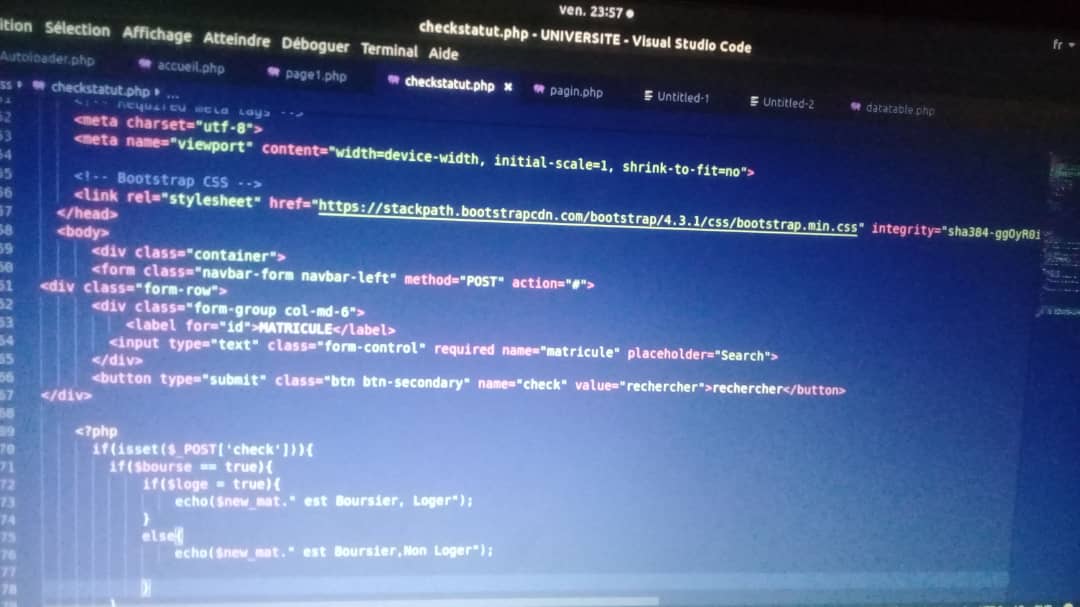 ven. 23:57
checkstatut.php - UNIVERSITE - Visual Studio Code
fr
ition Sélection Affichage Atteindre Déboguer Terminal Aide
Autoloader.php accueil.php page1.php checkstatut.php × pagin.php Untitled-1 Untitled-2 datatable.php
ss checkstatut.php ...
<!-- Required meta tags -->
52 <meta charset="utf-8">
53 <meta name="viewport" content="width=device-width, initial-scale=1, shrink-to-fit=no">
54
55 <!-- Bootstrap CSS -->
56 <link rel="stylesheet" href="https://stackpath.bootstrapcdn.com/bootstrap/4.3.1/css/bootstrap.min.css" integrity="sha384-ggOyR0i
57 </head>
58 <body>
59 <div class="container">
60 <form class="navbar-form navbar-left" method="POST" action="#">
61 <div class="form-row">
62 <div class="form-group col-md-6">
63 <label for="id">MATRICULE</label>
64 <input type="text" class="form-control" required name="matricule" placeholder="Search">
65 </div>
66 <button type="submit" class="btn btn-secondary" name="check" value="rechercher">rechercher</button>
67 </div>
68
69 <?php
70 if(isset($_POST['check'])){
71 if($bourse == true){
72 if($loge = true){
73 echo($new_mat." est Boursier, Loger");
74 }
75 else{
76 echo($new_mat." est Boursier,Non Loger");
77
78 }